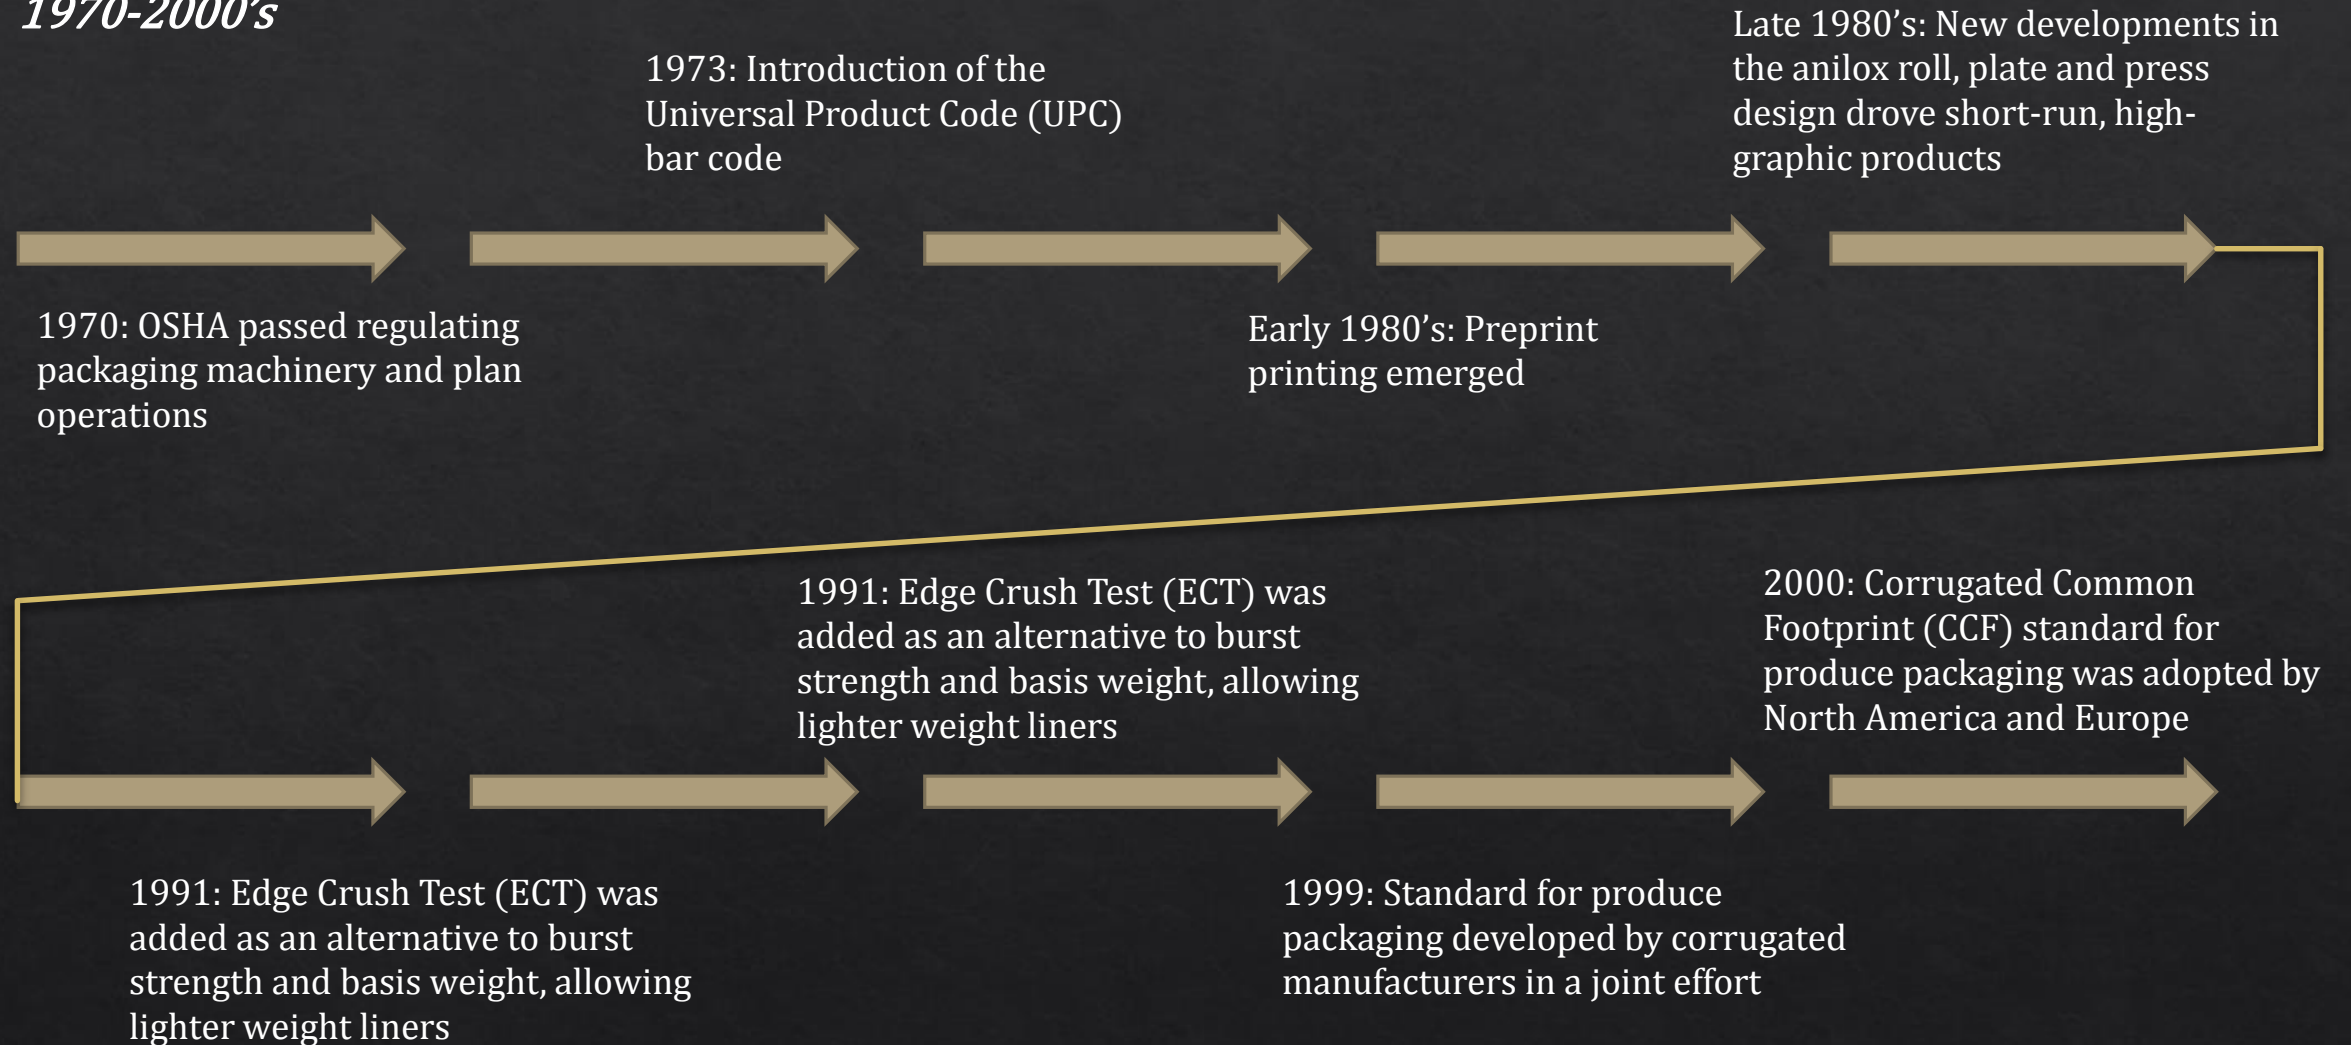 1970-2000's
1973: Introduction of the
Universal Product Code (UPC)
bar code
Late 1980’s: New developments in
the anilox roll, plate and press
design drove short-run, high-
graphic products
1970: OSHA passed regulating
packaging machinery and plan
operations
Early 1980’s: Preprint
printing emerged
1991: Edge Crush Test (ECT) was
added as an alternative to burst
strength and basis weight, allowing
lighter weight liners
2000: Corrugated Common
Footprint (CCF) standard for
produce packaging was adopted by
North America and Europe
1991: Edge Crush Test (ECT) was
added as an alternative to burst
strength and basis weight, allowing
lighter weight liners
1999: Standard for produce
packaging developed by corrugated
manufacturers in a joint effort